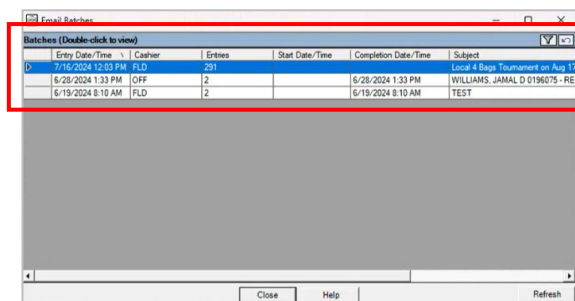 Email Batches
Batches (Double-click to view)
Entry Date/Time Cashier Entries Start Date/Time Completion Date/Time Subject
7/16/2024 12:03 PM FLD 291 Local 4 Bags Tournament on Aug 17
6/28/2024 1:33 PM OFF 2 6/28/2024 1:33 PM WILLIAMS, JAMAL D 0196075 - RE
6/19/2024 8:10 AM FLD 2 6/19/2024 8:10 AM TEST
Close Help Refresh